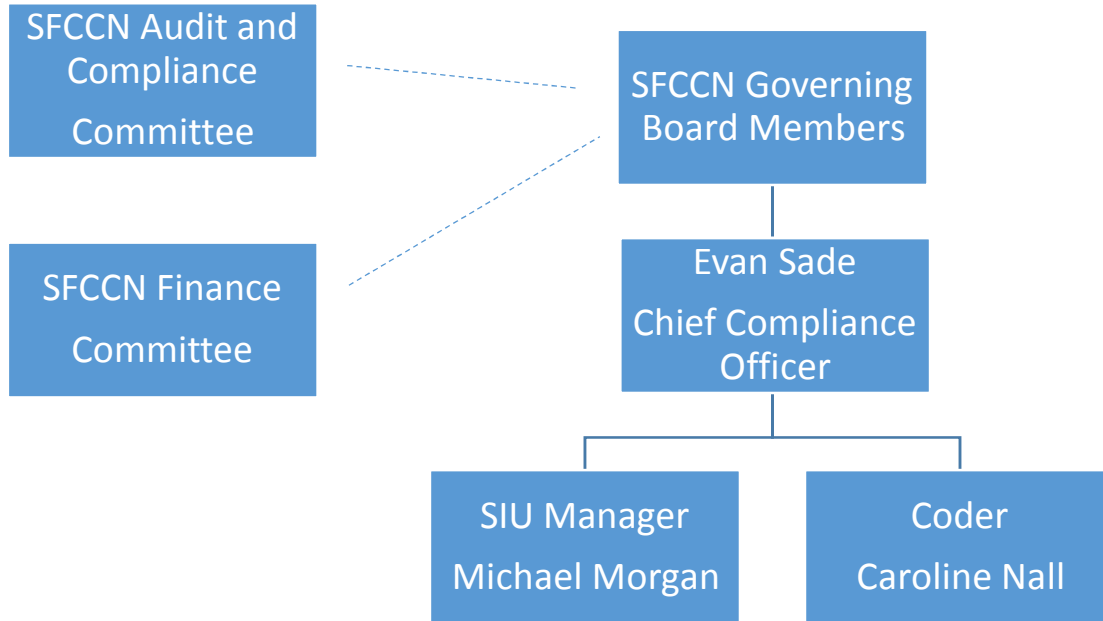 SFCCN Audit and
Compliance
Committee
SFCCN Governing
Board Members
SFCCN Finance
Committee
Evan Sade
Chief Compliance
Officer
SIU Manager
Michael Morgan
Coder
Caroline Nall